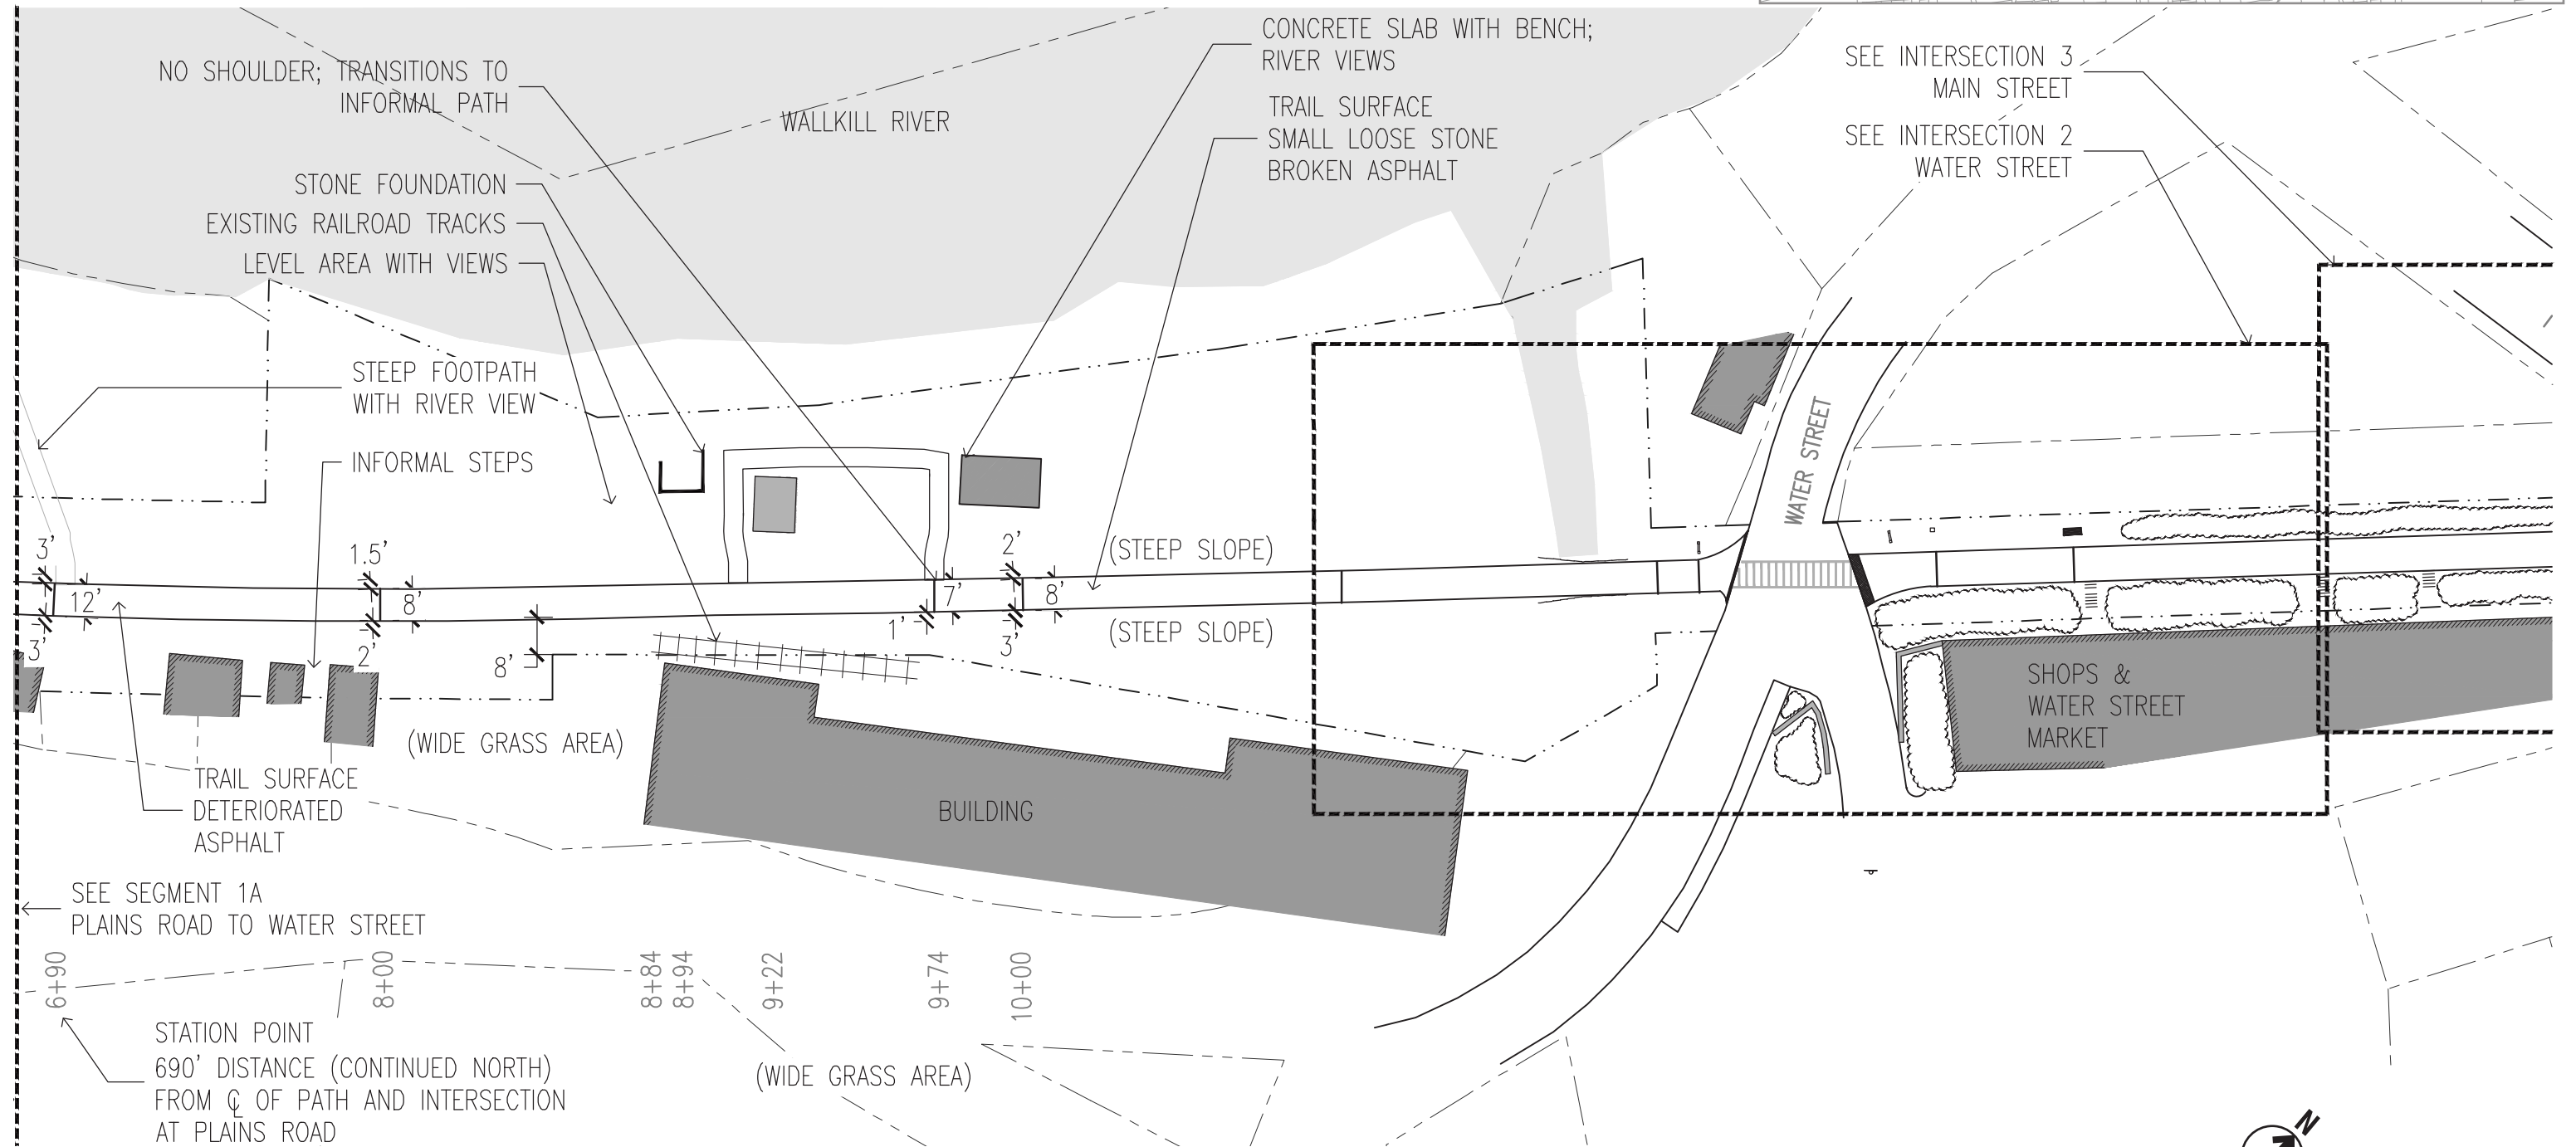 NO SHOULDER; TRANSITIONS TO
INFORMAL PATH
WALLKILL RIVER
CONCRETE SLAB WITH BENCH;
RIVER VIEWS
TRAIL SURFACE
SMALL LOOSE STONE
BROKEN ASPHALT
SEE INTERSECTION 3
MAIN STREET
SEE INTERSECTION 2
WATER STREET
STONE FOUNDATION
EXISTING RAILROAD TRACKS
LEVEL AREA WITH VIEWS
STEEP FOOTPATH
WITH RIVER VIEW
INFORMAL STEPS
WATER STREET
3'
12'
3'
1.5'
8'
2'
8'
7'
1'
2'
8'
3'
(STEEP SLOPE)
(STEEP SLOPE)
(WIDE GRASS AREA)
TRAIL SURFACE
DETERIORATED
ASPHALT
BUILDING
SHOPS &
WATER STREET
MARKET
SEE SEGMENT 1A
PLAINS ROAD TO WATER STREET
6+90
8+00
8+84
8+94
9+22
9+74
10+00
STATION POINT
690' DISTANCE (CONTINUED NORTH)
FROM ℄ OF PATH AND INTERSECTION
AT PLAINS ROAD
(WIDE GRASS AREA)
N